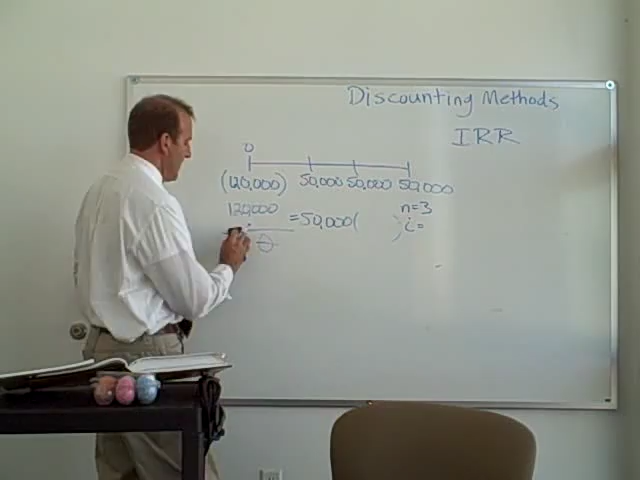 Discounting Methods
IRR
0
(120,000) 50,000 50,000 50,000
120,000 = 50,000( ) n=3
i=